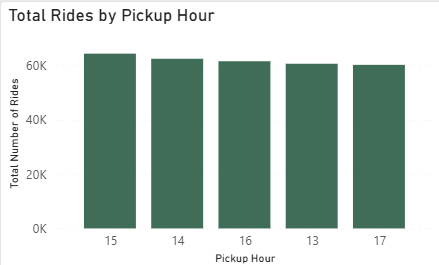 Total Rides by Pickup Hour
Total Number of Rides
60K
40K
20K
0K
15 14 16 13 17
Pickup Hour